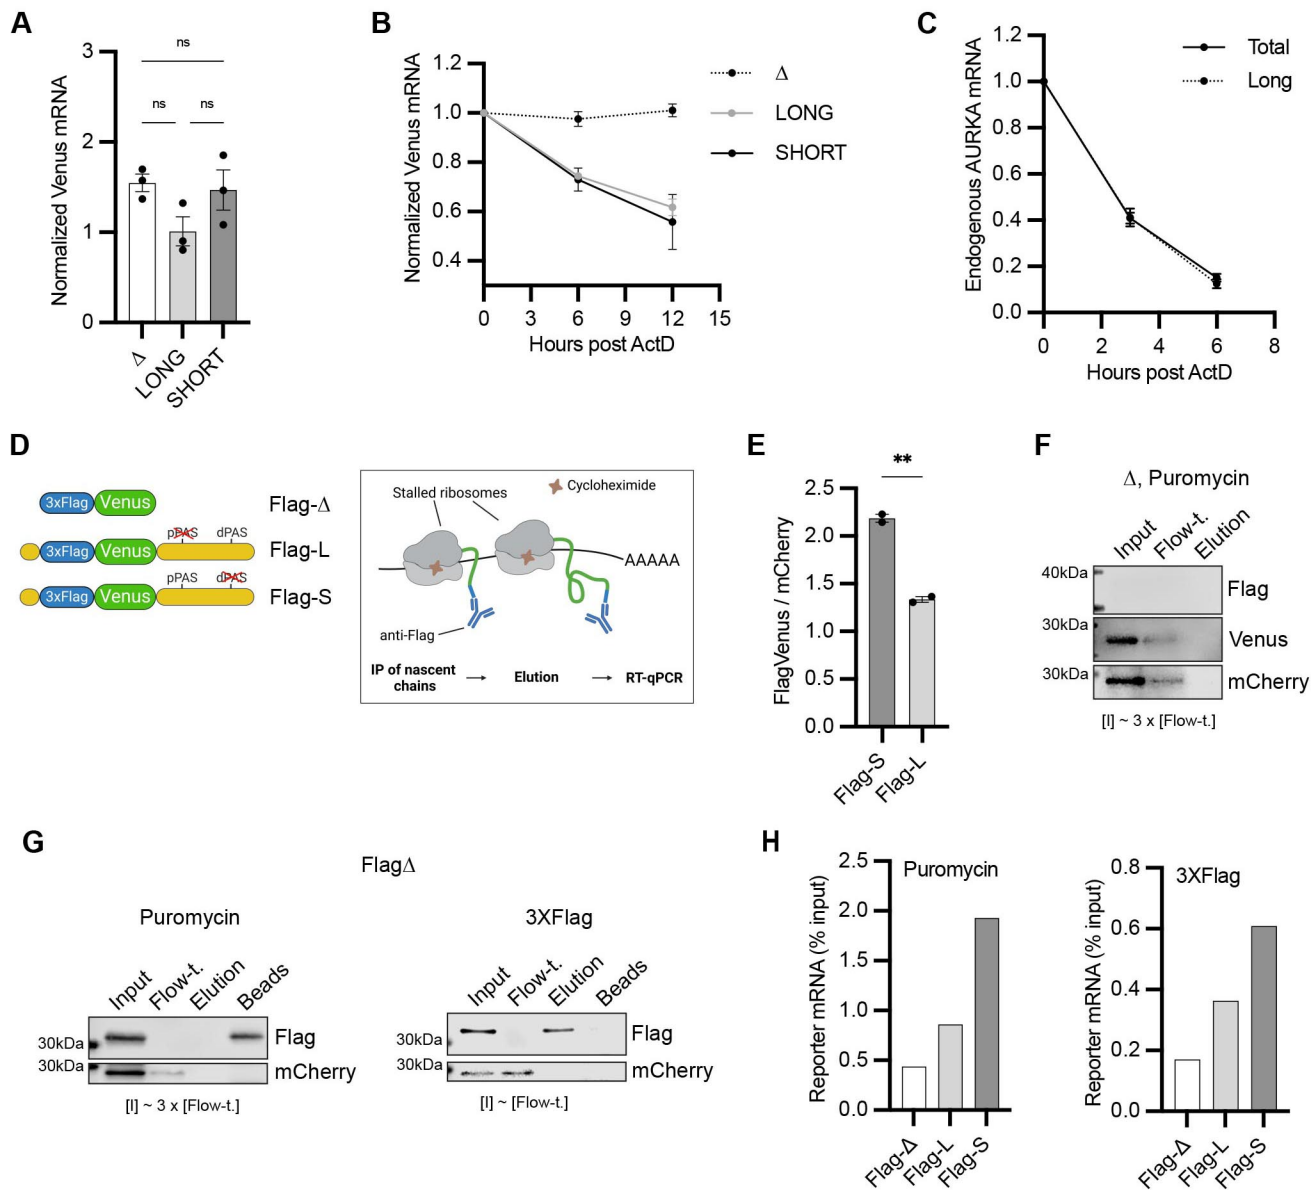 A
Normalized Venus mRNA
3
2
1
0
ns
ns
ns
Δ
LONG
SHORT
B
Normalized Venus mRNA
1.2
1.0
0.8
0.6
0.4
0
3
6
9
12
15
Hours post ActD
Δ
LONG
SHORT
C
Endogenous AURKA mRNA
1.2
1.0
0.8
0.6
0.4
0.2
0.0
0
2
4
6
8
Hours post ActD
Total
Long
D
3xFlag
Venus
Flag-Δ
pPAS
dPAS
3xFlag
Venus
Flag-L
pPAS
dPAS
3xFlag
Venus
Flag-S
Stalled ribosomes
Cycloheximide
AAAAA
anti-Flag
IP of nascent
chains
Elution
RT-qPCR
E
FlagVenus / mCherry
2.5
2.0
1.5
1.0
0.5
0.0
**
Flag-S
Flag-L
F
Δ, Puromycin
Input
Flow-t.
Elution
40kDa
Flag
30kDa
Venus
30kDa
mCherry
[I] ~ 3 x [Flow-t.]
G
FlagΔ
Puromycin
Input
Flow-t.
Elution
Beads
30kDa
Flag
30kDa
mCherry
[I] ~ 3 x [Flow-t.]
3XFlag
Input
Flow-t.
Elution
Beads
30kDa
Flag
30kDa
mCherry
[I] ~ [Flow-t.]
H
Reporter mRNA (% input)
2.5
2.0
1.5
1.0
0.5
0.0
Puromycin
Flag-Δ
Flag-L
Flag-S
Reporter mRNA (% input)
0.8
0.6
0.4
0.2
0.0
3XFlag
Flag-Δ
Flag-L
Flag-S